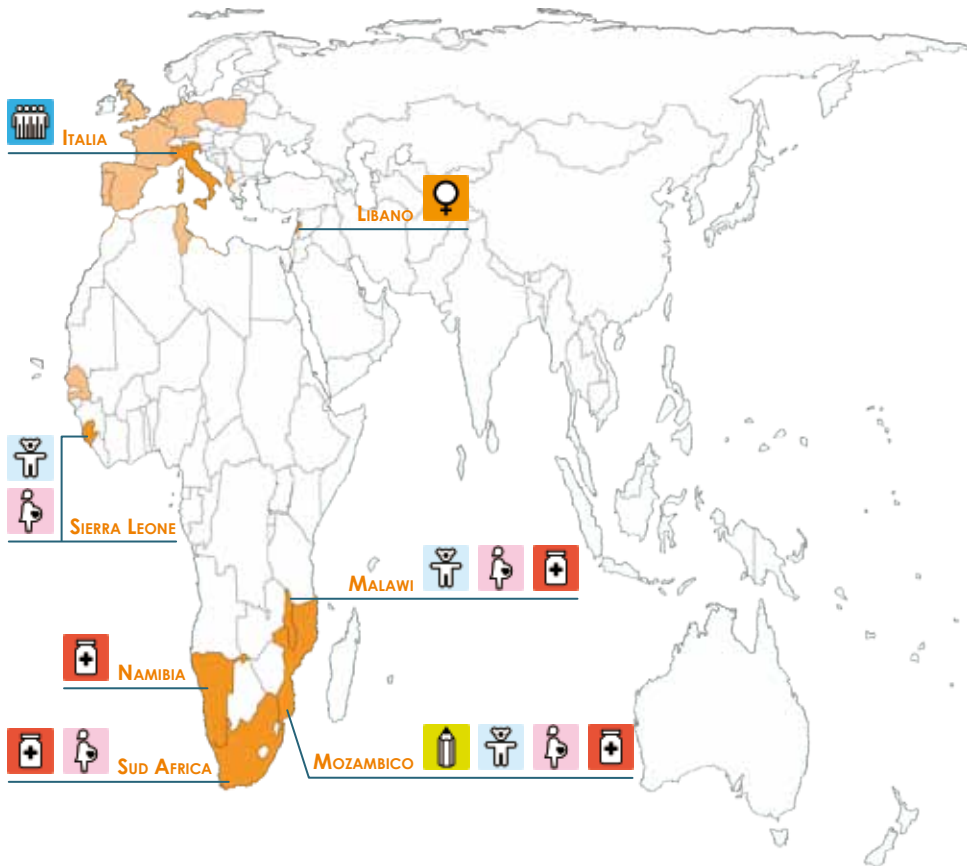 ITALIA
LIBANO
SIERRA LEONE
MALAWI
NAMIBIA
MOZAMBICO
SUD AFRICA